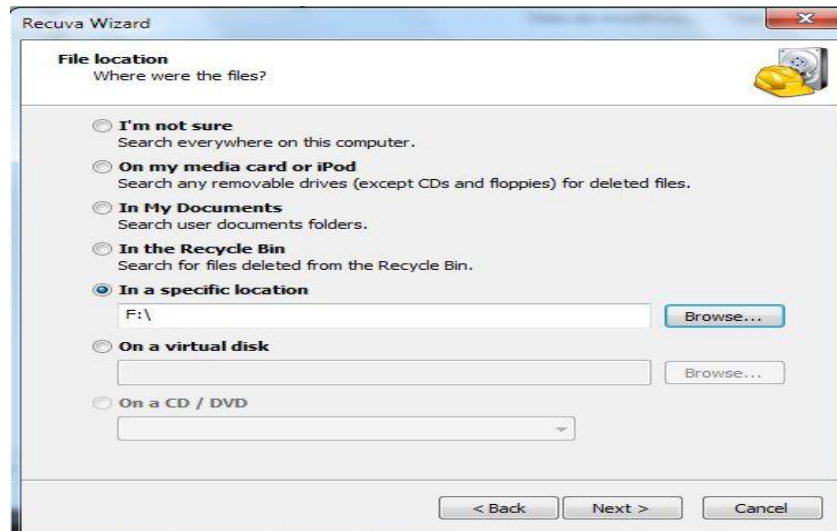 Recuva Wizard
File location
Where were the files?
I'm not sure
Search everywhere on this computer.
On my media card or iPod
Search any removable drives (except CDs and floppies) for deleted files.
In My Documents
Search user documents folders.
In the Recycle Bin
Search for files deleted from the Recycle Bin.
In a specific location
F:\
Browse...
On a virtual disk
Browse...
On a CD / DVD
< Back
Next >
Cancel